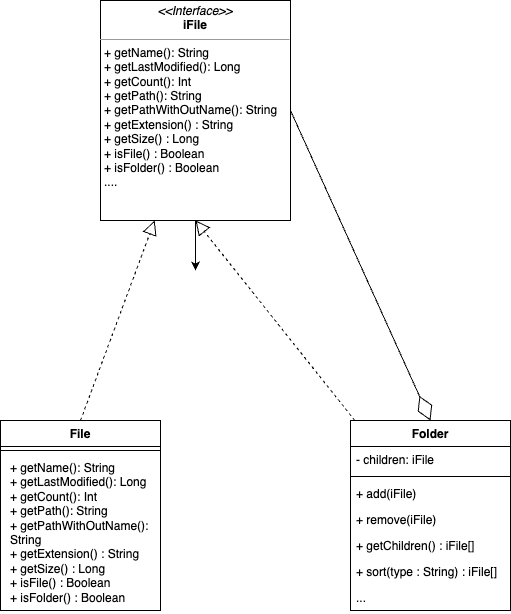 <<Interface>>
iFile
+ getName(): String
+ getLastModified(): Long
+ getCount(): Int
+ getPath(): String
+ getPathWithOutName(): String
+ getExtension() : String
+ getSize() : Long
+ isFile() : Boolean
+ isFolder() : Boolean
....
File
+ getName(): String
+ getLastModified(): Long
+ getCount(): Int
+ getPath(): String
+ getPathWithOutName():
String
+ getExtension() : String
+ getSize() : Long
+ isFile() : Boolean
+ isFolder() : Boolean
Folder
- children: iFile
+ add(iFile)
+ remove(iFile)
+ getChildren() : iFile[]
+ sort(type : String) : iFile[]
...